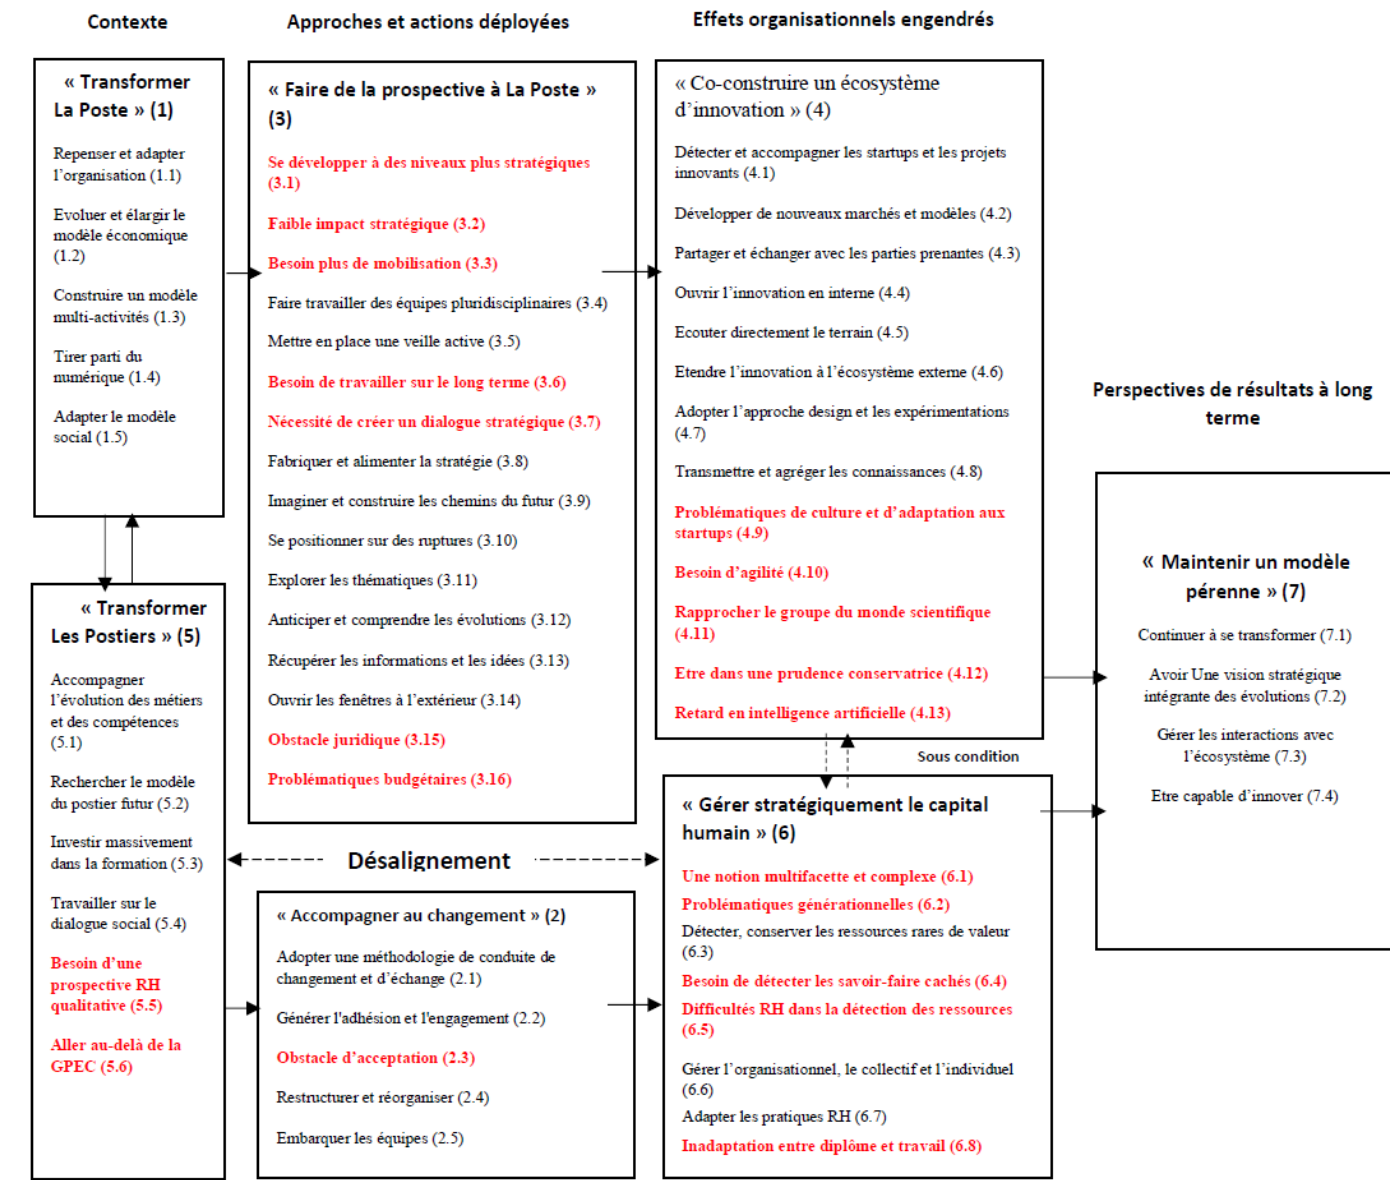 Contexte
Approches et actions déployées
Effets organisationnels engendrés
« Transformer
La Poste » (1)
Repenser et adapter
l’organisation (1.1)
Evoluer et élargir le
modèle économique
(1.2)
Construire un modèle
multi-activités (1.3)
Tirer parti du
numérique (1.4)
Adapter le modèle
social (1.5)
« Transformer
Les Postiers » (5)
Accompagner
l’évolution des métiers
et des compétences
(5.1)
Rechercher le modèle
du postier futur (5.2)
Investir massivement
dans la formation (5.3)
Travailler sur le
dialogue social (5.4)
Besoin d’une
prospective RH
qualitative (5.5)
Aller au-delà de la
GPEC (5.6)
« Faire de la prospective à La Poste »
(3)
Se développer à des niveaux plus stratégiques
(3.1)
Faible impact stratégique (3.2)
Besoin plus de mobilisation (3.3)
Faire travailler des équipes pluridisciplinaires (3.4)
Mettre en place une veille active (3.5)
Besoin de travailler sur le long terme (3.6)
Nécessité de créer un dialogue stratégique (3.7)
Fabriquer et alimenter la stratégie (3.8)
Imaginer et construire les chemins du futur (3.9)
Se positionner sur des ruptures (3.10)
Explorer les thématiques (3.11)
Anticiper et comprendre les évolutions (3.12)
Récupérer les informations et les idées (3.13)
Ouvrir les fenêtres à l’extérieur (3.14)
Obstacle juridique (3.15)
Problématiques budgétaires (3.16)
Désalignement
« Accompagner au changement » (2)
Adopter une méthodologie de conduite de
changement et d’échange (2.1)
Générer l'adhésion et l'engagement (2.2)
Obstacle d’acceptation (2.3)
Restructurer et réorganiser (2.4)
Embarquer les équipes (2.5)
« Co-construire un écosystème
d’innovation » (4)
Détecter et accompagner les startups et les projets
innovants (4.1)
Développer de nouveaux marchés et modèles (4.2)
Partager et échanger avec les parties prenantes (4.3)
Ouvrir l’innovation en interne (4.4)
Ecouter directement le terrain (4.5)
Etendre l’innovation à l’écosystème externe (4.6)
Adopter l’approche design et les expérimentations
(4.7)
Transmettre et agréger les connaissances (4.8)
Problématiques de culture et d’adaptation aux
startups (4.9)
Besoin d’agilité (4.10)
Rapprocher le groupe du monde scientifique
(4.11)
Etre dans une prudence conservatrice (4.12)
Retard en intelligence artificielle (4.13)
Sous condition
« Gérer stratégiquement le capital
humain » (6)
Une notion multifacette et complexe (6.1)
Problématiques générationnelles (6.2)
Détecter, conserver les ressources rares de valeur
(6.3)
Besoin de détecter les savoir-faire cachés (6.4)
Difficultés RH dans la détection des ressources
(6.5)
Gérer l’organisationnel, le collectif et l’individuel
(6.6)
Adapter les pratiques RH (6.7)
Inadaptation entre diplôme et travail (6.8)
Perspectives de résultats à long
terme
« Maintenir un modèle
pérenne » (7)
Continuer à se transformer (7.1)
Avoir Une vision stratégique
intégrante des évolutions (7.2)
Gérer les interactions avec
l’écosystème (7.3)
Etre capable d’innover (7.4)